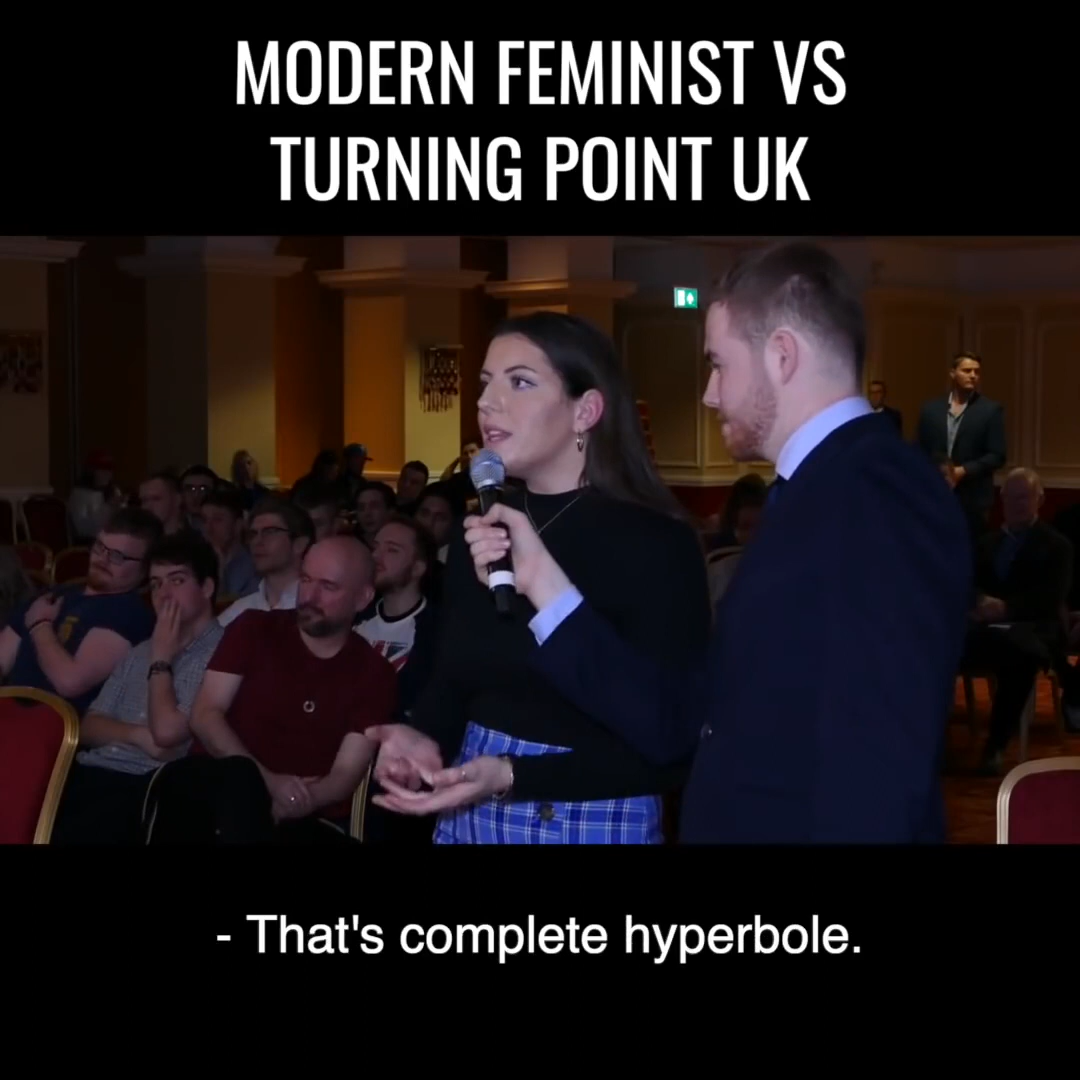 MODERN FEMINIST VS
TURNING POINT UK
- That's complete hyperbole.